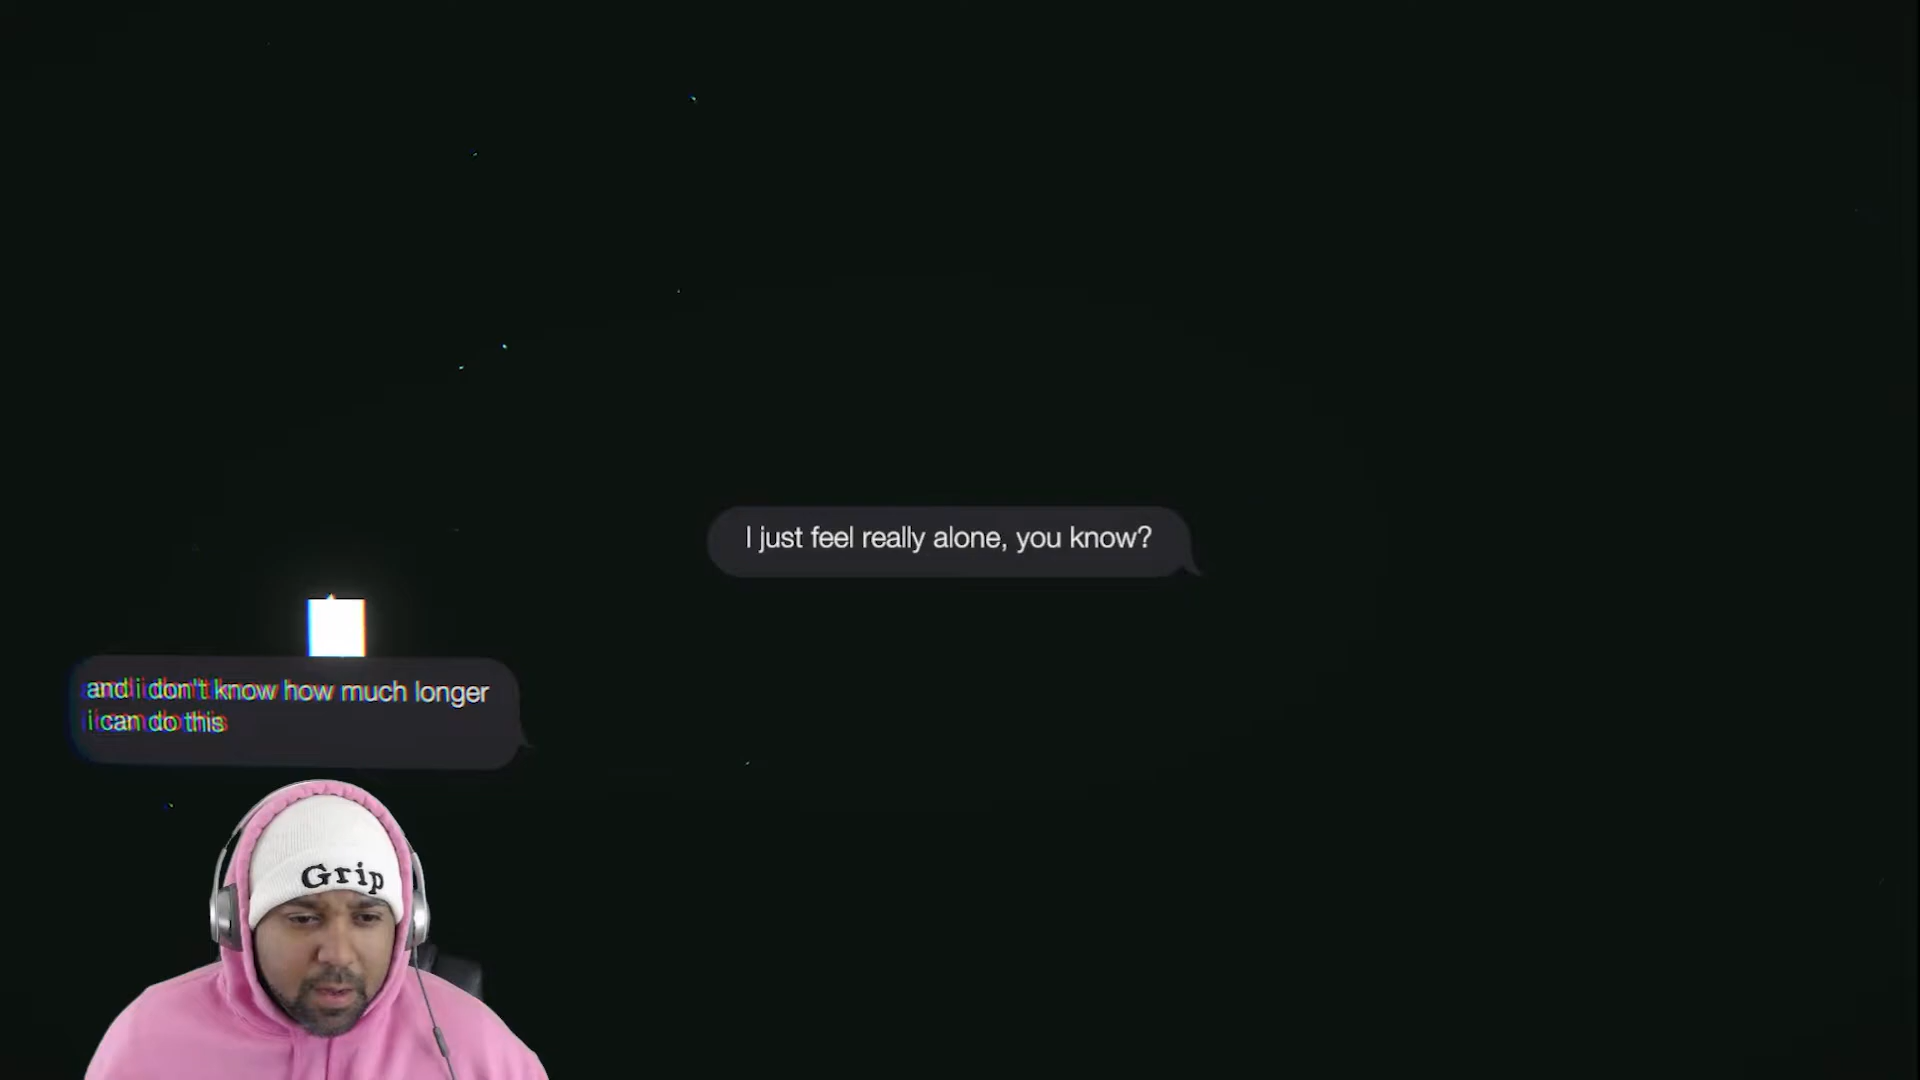 I just feel really alone, you know?
and i don't know how much longer
i can do this
Grip